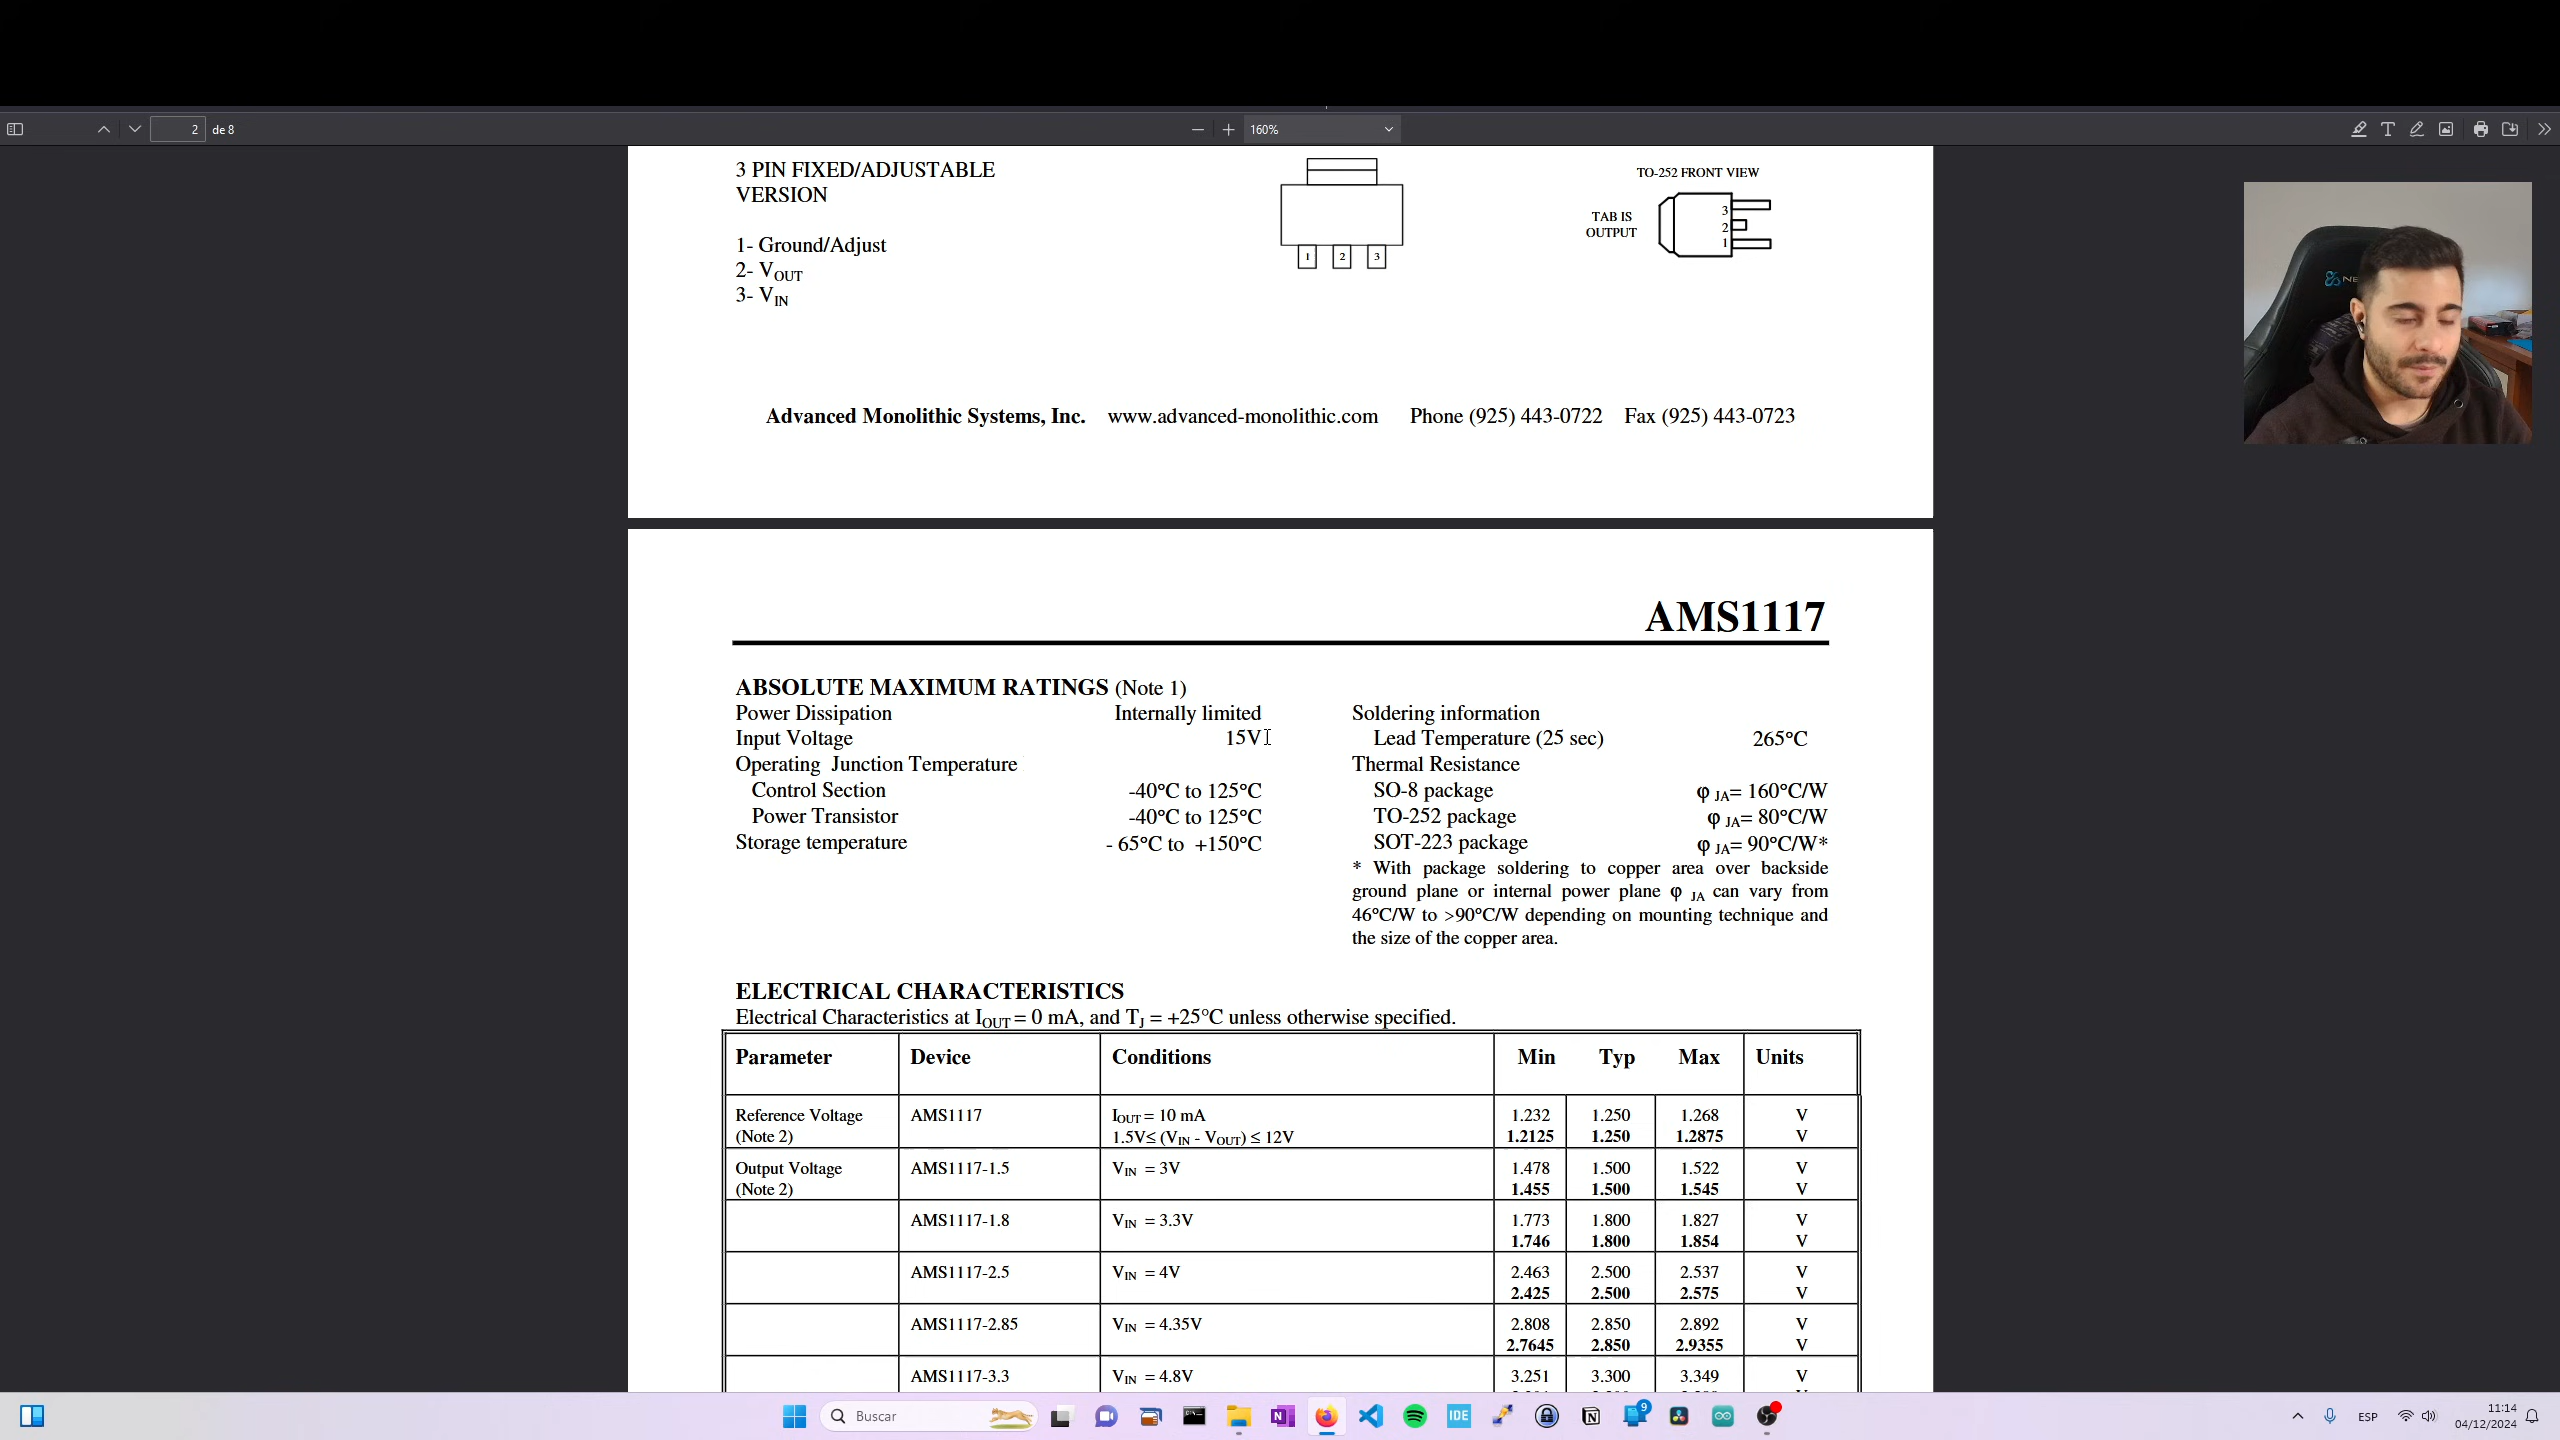 2 de 8
160%
3 PIN FIXED/ADJUSTABLE
VERSION
1- Ground/Adjust
2- VOUT
3- VIN
1 2 3
TO-252 FRONT VIEW
TAB IS
OUTPUT
3
2
1
Advanced Monolithic Systems, Inc. www.advanced-monolithic.com Phone (925) 443-0722 Fax (925) 443-0723
AMS1117
ABSOLUTE MAXIMUM RATINGS (Note 1)
Power Dissipation Internally limited
Input Voltage 15V
Operating Junction Temperature
Control Section -40°C to 125°C
Power Transistor -40°C to 125°C
Storage temperature - 65°C to +150°C
Soldering information
Lead Temperature (25 sec) 265°C
Thermal Resistance
SO-8 package φ JA= 160°C/W
TO-252 package φ JA= 80°C/W
SOT-223 package φ JA= 90°C/W*
* With package soldering to copper area over backside
ground plane or internal power plane φ JA can vary from
46°C/W to >90°C/W depending on mounting technique and
the size of the copper area.
ELECTRICAL CHARACTERISTICS
Electrical Characteristics at IOUT = 0 mA, and TJ = +25°C unless otherwise specified.
Parameter Device Conditions Min Typ Max Units
Reference Voltage AMS1117 IOUT = 10 mA 1.232 1.250 1.268 V
(Note 2) 1.5V≤ (VIN - VOUT) ≤ 12V 1.2125 1.250 1.2875 V
Output Voltage AMS1117-1.5 VIN = 3V 1.478 1.500 1.522 V
(Note 2) 1.455 1.500 1.545 V
AMS1117-1.8 VIN = 3.3V 1.773 1.800 1.827 V
1.746 1.800 1.854 V
AMS1117-2.5 VIN = 4V 2.463 2.500 2.537 V
2.425 2.500 2.575 V
AMS1117-2.85 VIN = 4.35V 2.808 2.850 2.892 V
2.7645 2.850 2.9355 V
AMS1117-3.3 VIN = 4.8V 3.251 3.300 3.349 V
Buscar
IDE
9
ESP
11:14
04/12/2024